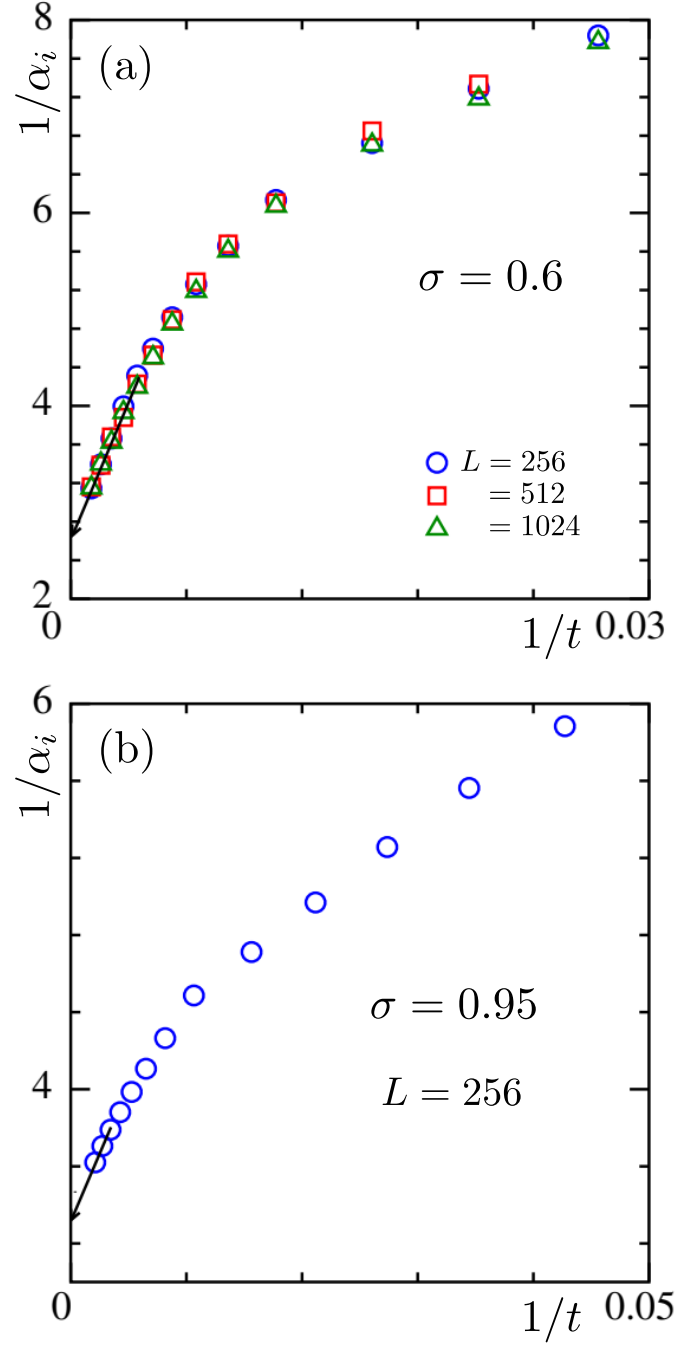 8
(a)
1/αᵢ
6
σ = 0.6
4
L = 256
= 512
= 1024
2
0
1/t
0.03
6
(b)
1/αᵢ
σ = 0.95
4
L = 256
0
1/t
0.05